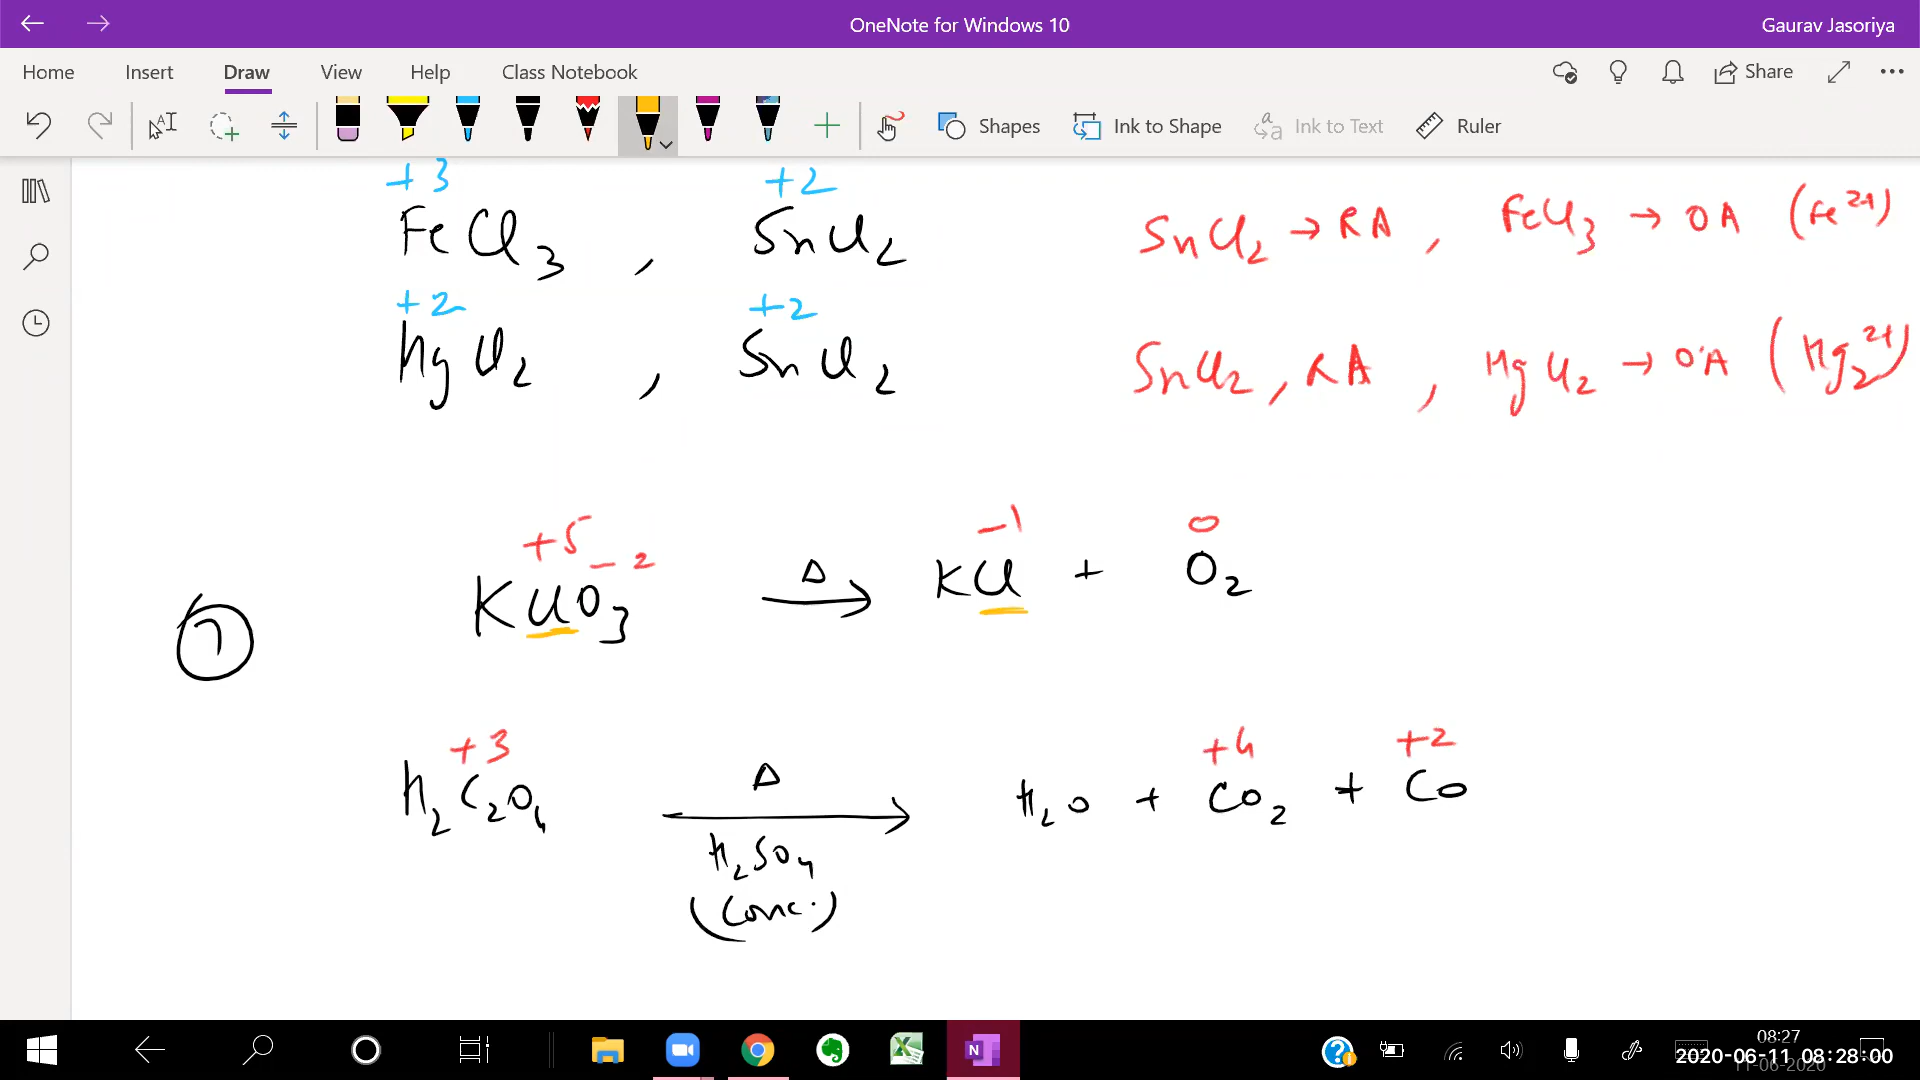 OneNote for Windows 10
Gaurav Jasoriya
Home Insert Draw View Help Class Notebook Share
Shapes Ink to Shape Ink to Text Ruler
+3 +2
FeCl3 , SnCl2 SnCl2 → RA , FeCl3 → OA (Fe2+)
+2 +2
HgCl2 , SnCl2 SnCl2 , RA , HgCl2 → OA (Hg2 2+)
+5 -2 -1 0
7 KClO3 Δ→ KCl + O2
+3 +4 +2
H2C2O4 Δ→ H2O + CO2 + CO
H2SO4
(Conc.)
08:27
2020-06-11 08:28:00
11-06-2020